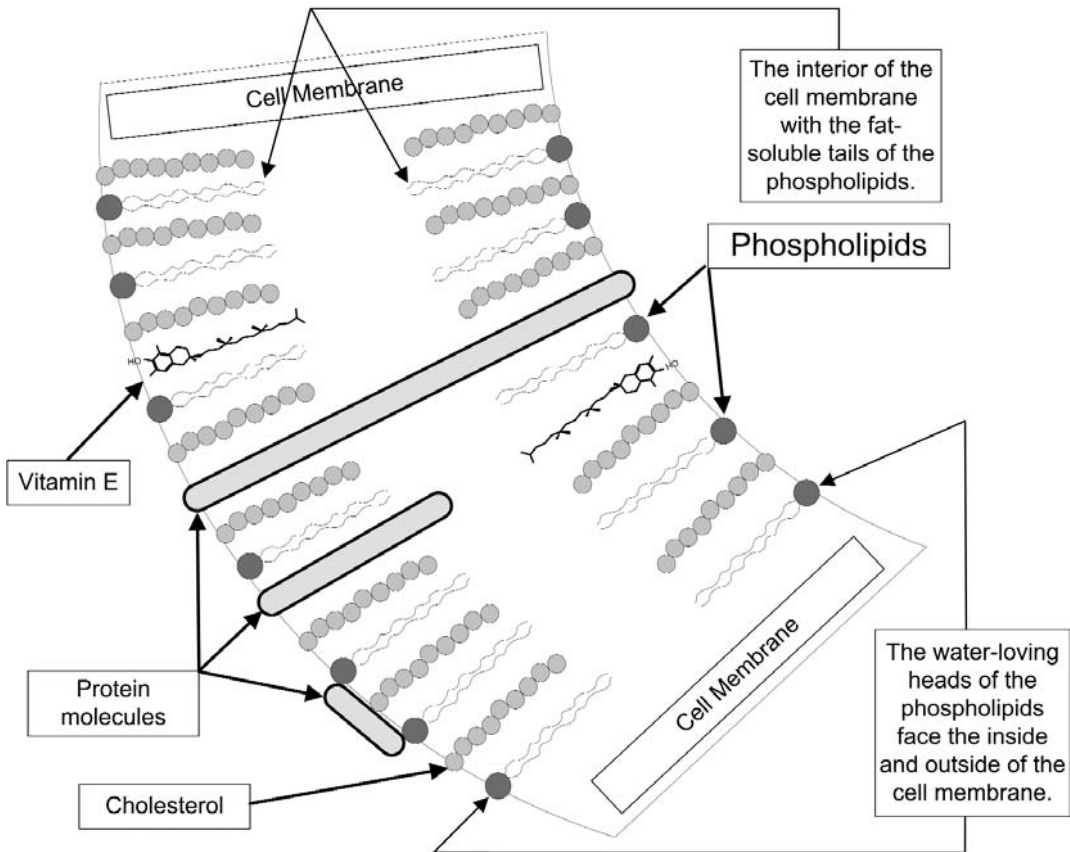 Cell Membrane
The interior of the
cell membrane
with the fat-
soluble tails of the
phospholipids.
Phospholipids
HO
HO
Vitamin E
Protein
molecules
Cholesterol
Cell Membrane
The water-loving
heads of the
phospholipids
face the inside
and outside of the
cell membrane.